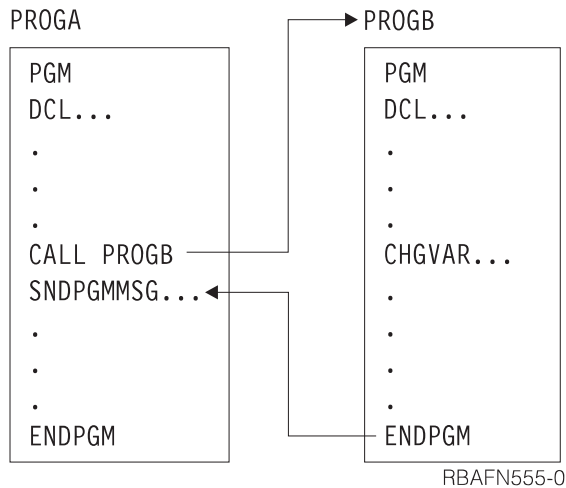 PROGA
PGM
DCL...
.
.
.
CALL PROGB
SNDPGMMSG...
.
.
.
ENDPGM
PROGB
PGM
DCL...
.
.
.
CHGVAR...
.
.
.
.
ENDPGM
RBAFN555-0